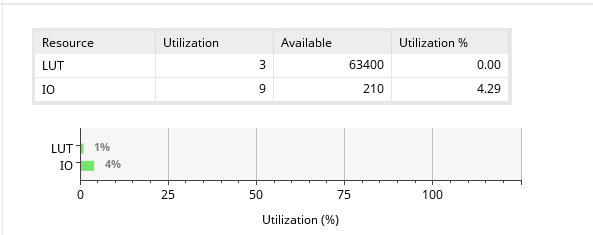 Resource Utilization Available Utilization %
LUT 3 63400 0.00
IO 9 210 4.29
LUT 1%
IO 4%
0 25 50 75 100
Utilization (%)